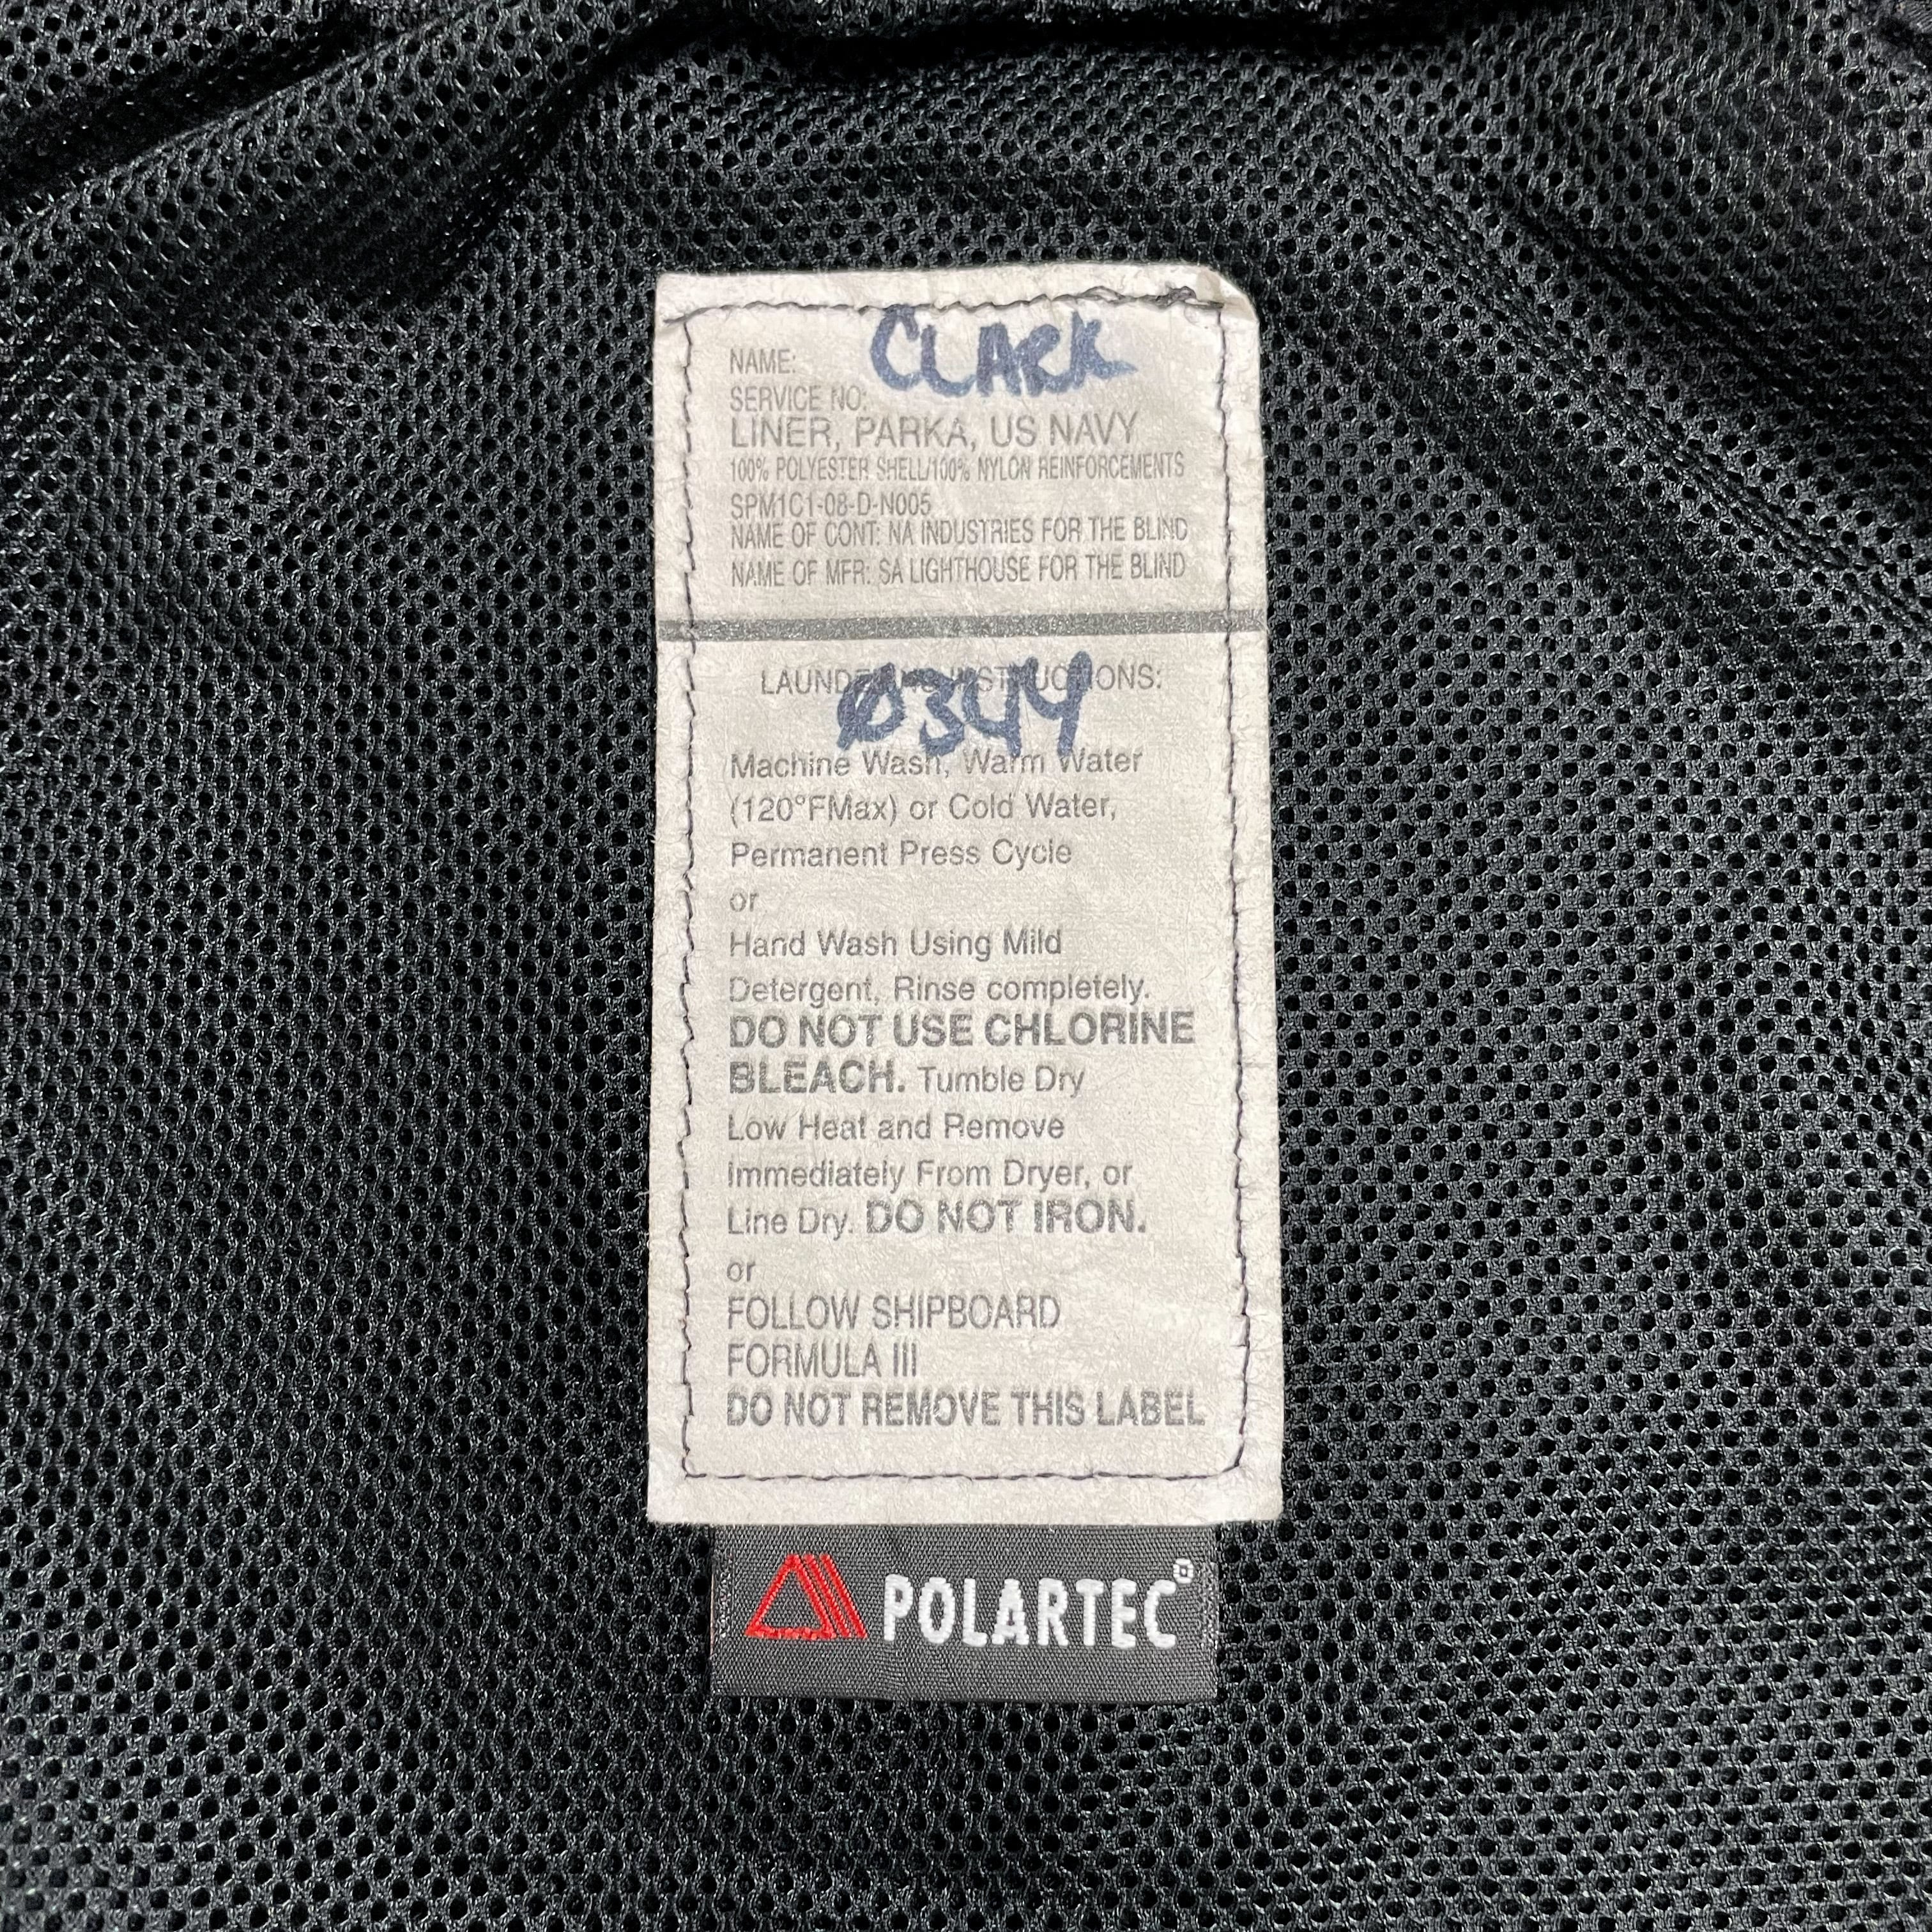 NAME: CLARK
SERVICE NO:
LINER, PARKA, US NAVY
100% POLYESTER SHELL/100% NYLON REINFORCEMENTS
SPM1C1-08-D-N005
NAME OF CONT: NA INDUSTRIES FOR THE BLIND
NAME OF MFR: SA LIGHTHOUSE FOR THE BLIND
LAUNDERING INSTRUCTIONS:
0344
Machine Wash, Warm Water
(120°FMax) or Cold Water,
Permanent Press Cycle
or
Hand Wash Using Mild
Detergent, Rinse completely.
DO NOT USE CHLORINE
BLEACH. Tumble Dry
Low Heat and Remove
Immediately From Dryer, or
Line Dry. DO NOT IRON.
or
FOLLOW SHIPBOARD
FORMULA III
DO NOT REMOVE THIS LABEL
POLARTEC®